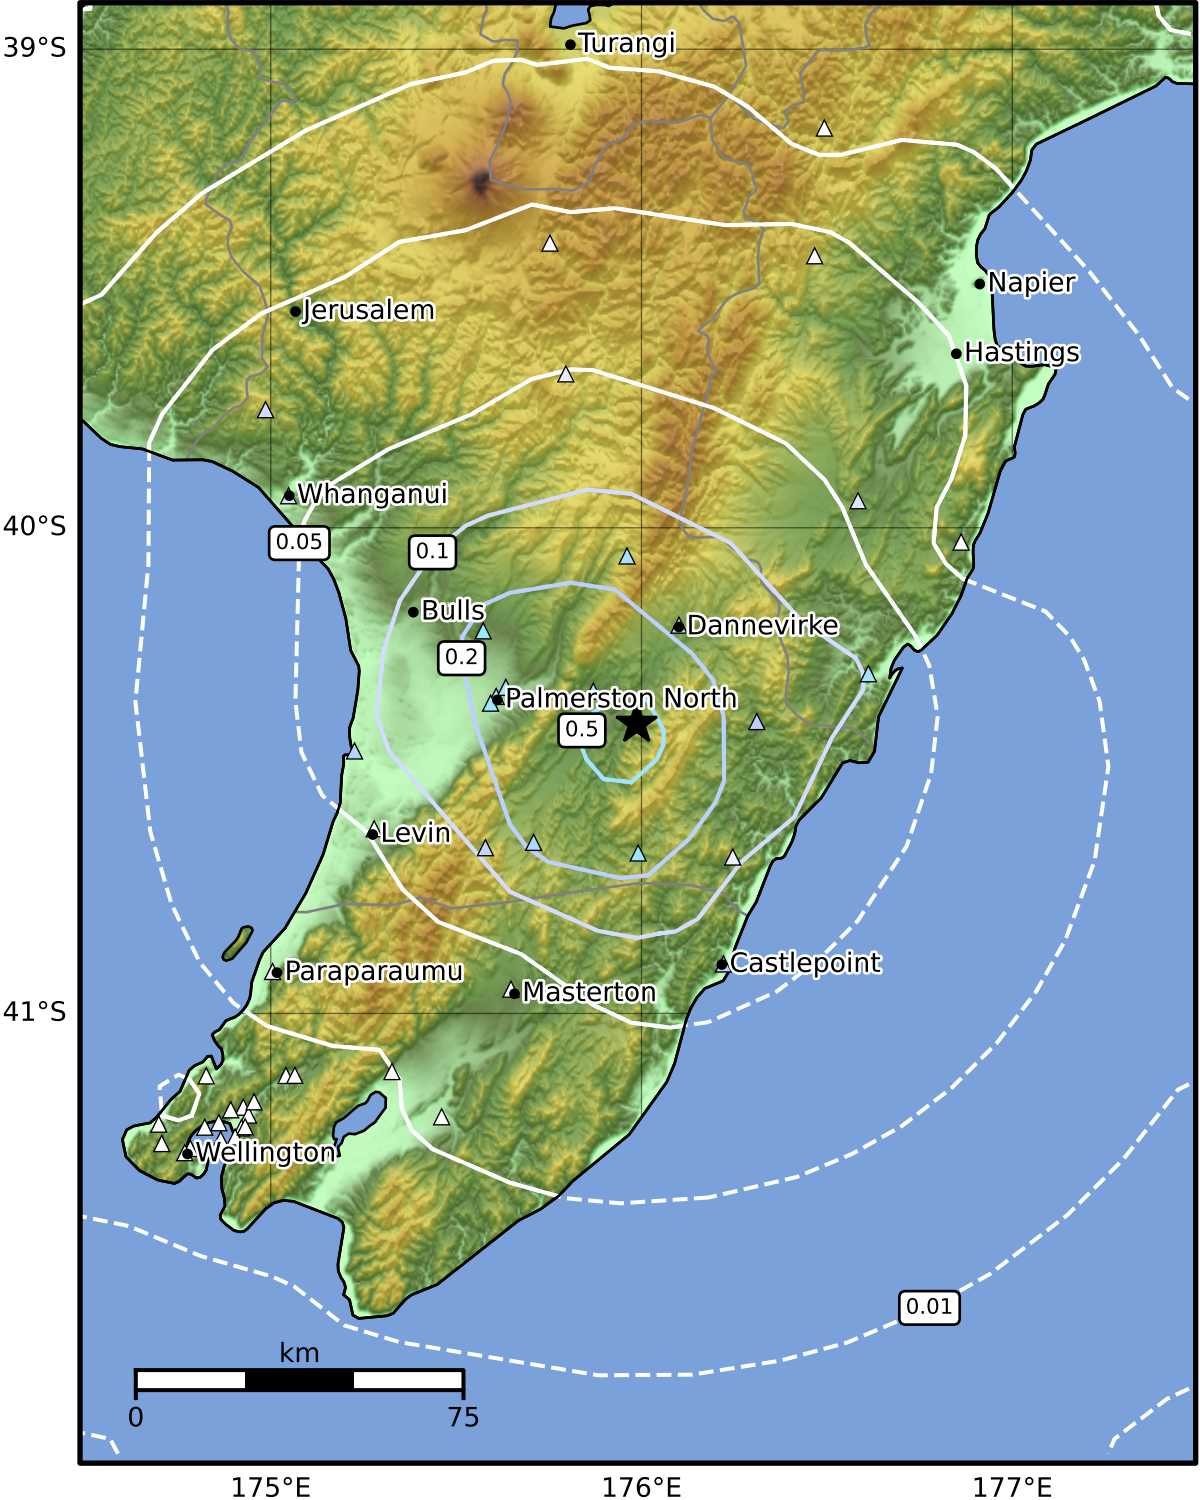 39°S
Turangi
Napier
Jerusalem
Hastings
Whanganui
40°S
0.05
0.1
Bulls
Dannevirke
0.2
Palmerston North
0.5
Levin
Castlepoint
Paraparaumu
Masterton
41°S
Wellington
0.01
km
0
75
175°E
176°E
177°E